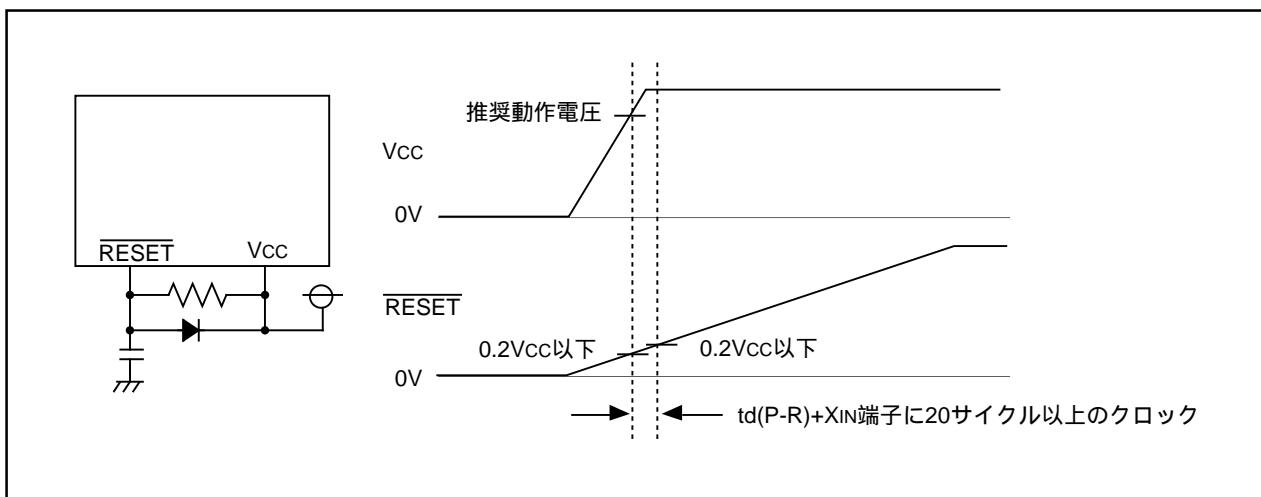 RESET
VCC
推奨動作電圧
VCC
0V
RESET
0.2VCC以下
0.2VCC以下
0V
td(P-R)+XIN端子に20サイクル以上のクロック